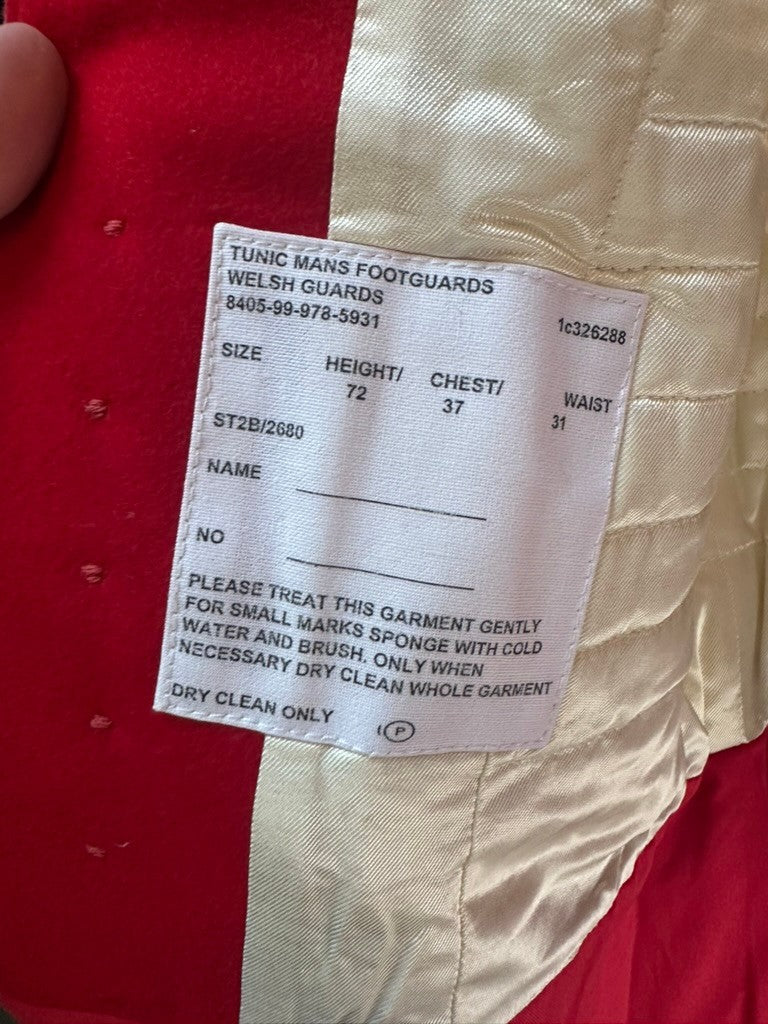 TUNIC MANS FOOTGUARDS
WELSH GUARDS
8405-99-978-5931 1c326288
SIZE HEIGHT/ CHEST/ WAIST
72 37 31
ST2B/2680
NAME
NO
PLEASE TREAT THIS GARMENT GENTLY
FOR SMALL MARKS SPONGE WITH COLD
WATER AND BRUSH. ONLY WHEN
NECESSARY DRY CLEAN WHOLE GARMENT
DRY CLEAN ONLY P